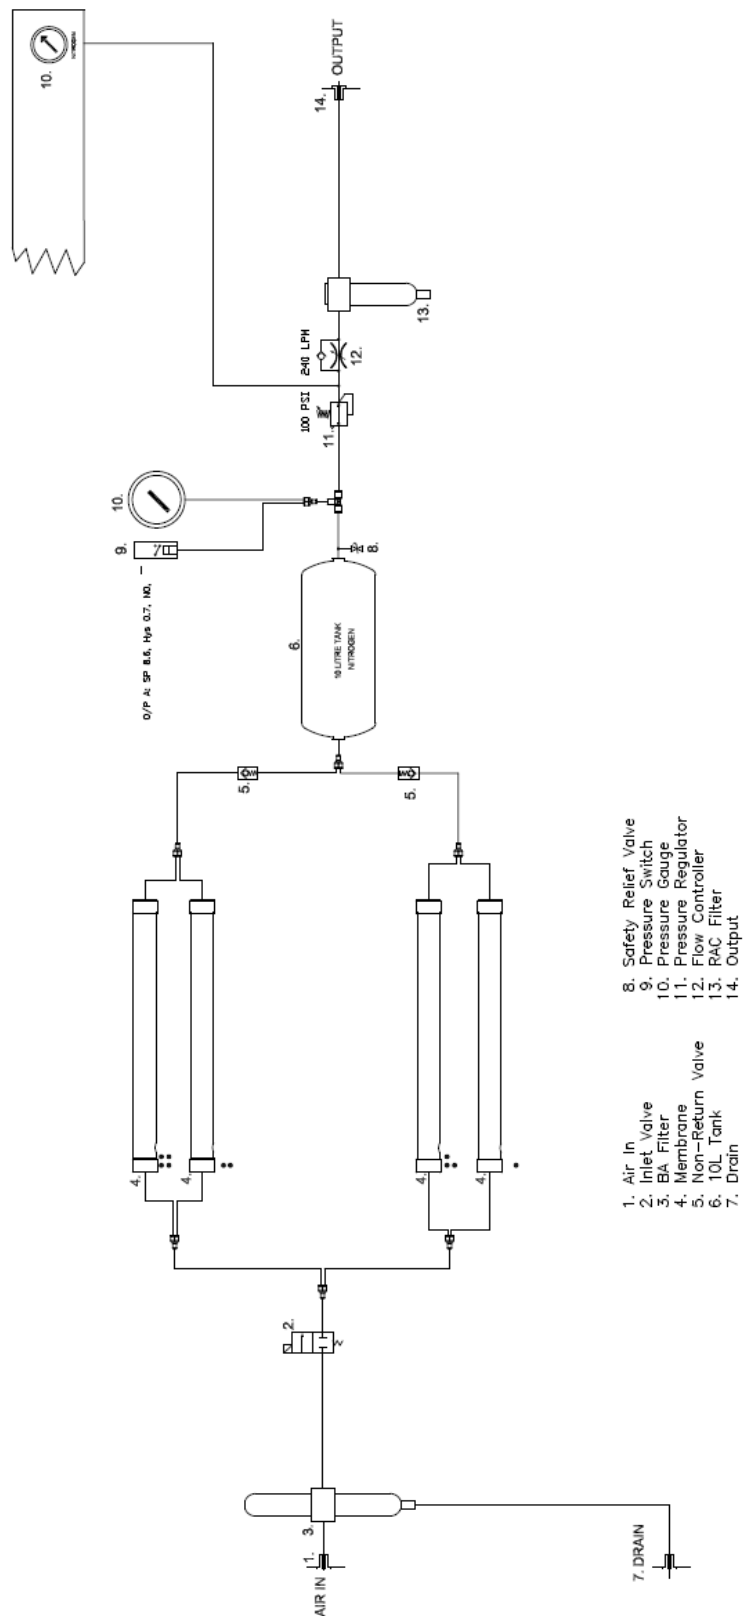 AIR IN
1.
3.
7. DRAIN
2.
4.
4.
4.
4.
5.
5.
6.
10 LITRE TANK
NITROGEN
8.
9.
O/P A: SP 8.6, Hys 0.7, NO,
10.
11.
100 PSI
12.
240 LPM
13.
14.
OUTPUT
10.
NITROGEN
1. Air In
2. Inlet Valve
3. BA Filter
4. Membrane
5. Non-Return Valve
6. 10L Tank
7. Drain
8. Safety Relief Valve
9. Pressure Switch
10. Pressure Gauge
11. Pressure Regulator
12. Flow Controller
13. RAC Filter
14. Output